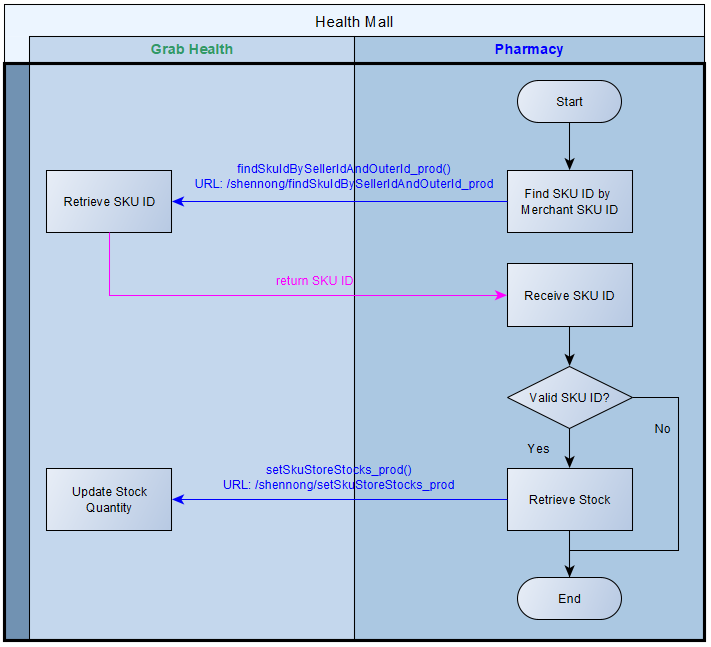 Health Mall
Grab Health
Pharmacy
Start
findSkuIdBySellerIdAndOuterId_prod()
URL: /shennong/findSkuIdBySellerIdAndOuterId_prod
Retrieve SKU ID
Find SKU ID by
Merchant SKU ID
return SKU ID
Receive SKU ID
Valid SKU ID?
No
Yes
setSkuStoreStocks_prod()
URL: /shennong/setSkuStoreStocks_prod
Update Stock
Quantity
Retrieve Stock
End